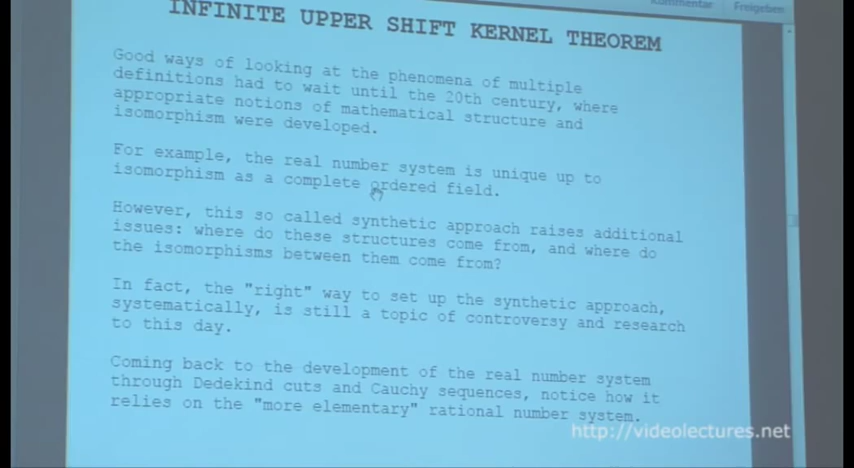 Kommentar Freigeben
INFINITE UPPER SHIFT KERNEL THEOREM
Good ways of looking at the phenomena of multiple
definitions had to wait until the 20th century, where
appropriate notions of mathematical structure and
isomorphism were developed.
For example, the real number system is unique up to
isomorphism as a complete ordered field.
However, this so called synthetic approach raises additional
issues: where do these structures come from, and where do
the isomorphisms between them come from?
In fact, the "right" way to set up the synthetic approach,
systematically, is still a topic of controversy and research
to this day.
Coming back to the development of the real number system
through Dedekind cuts and Cauchy sequences, notice how it
relies on the "more elementary" rational number system.
http://videolectures.net